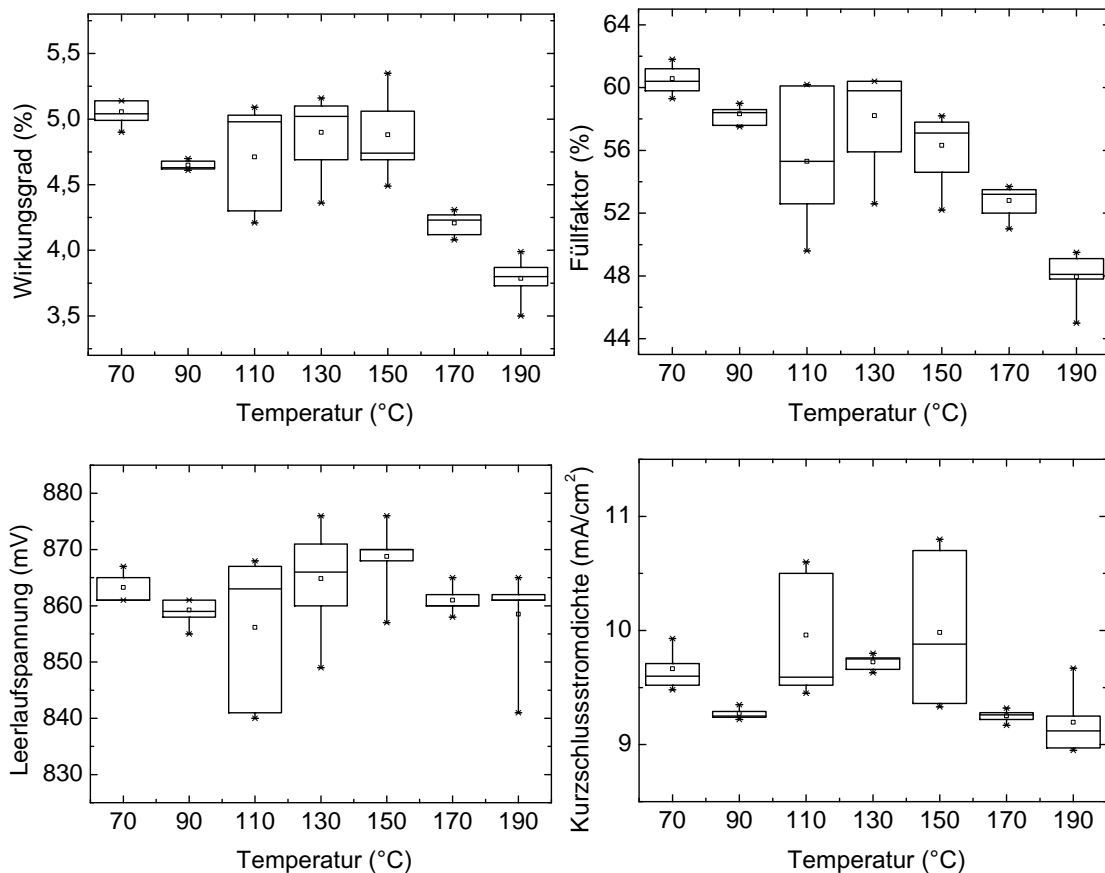 5,5
5,0
4,5
4,0
3,5
Wirkungsgrad (%)
70 90 110 130 150 170 190
Temperatur (°C)
64
60
56
52
48
44
Füllfaktor (%)
70 90 110 130 150 170 190
Temperatur (°C)
880
870
860
850
840
830
Leerlaufspannung (mV)
70 90 110 130 150 170 190
Temperatur (°C)
11
10
9
Kurzschlussstromdichte (mA/cm²)
70 90 110 130 150 170 190
Temperatur (°C)